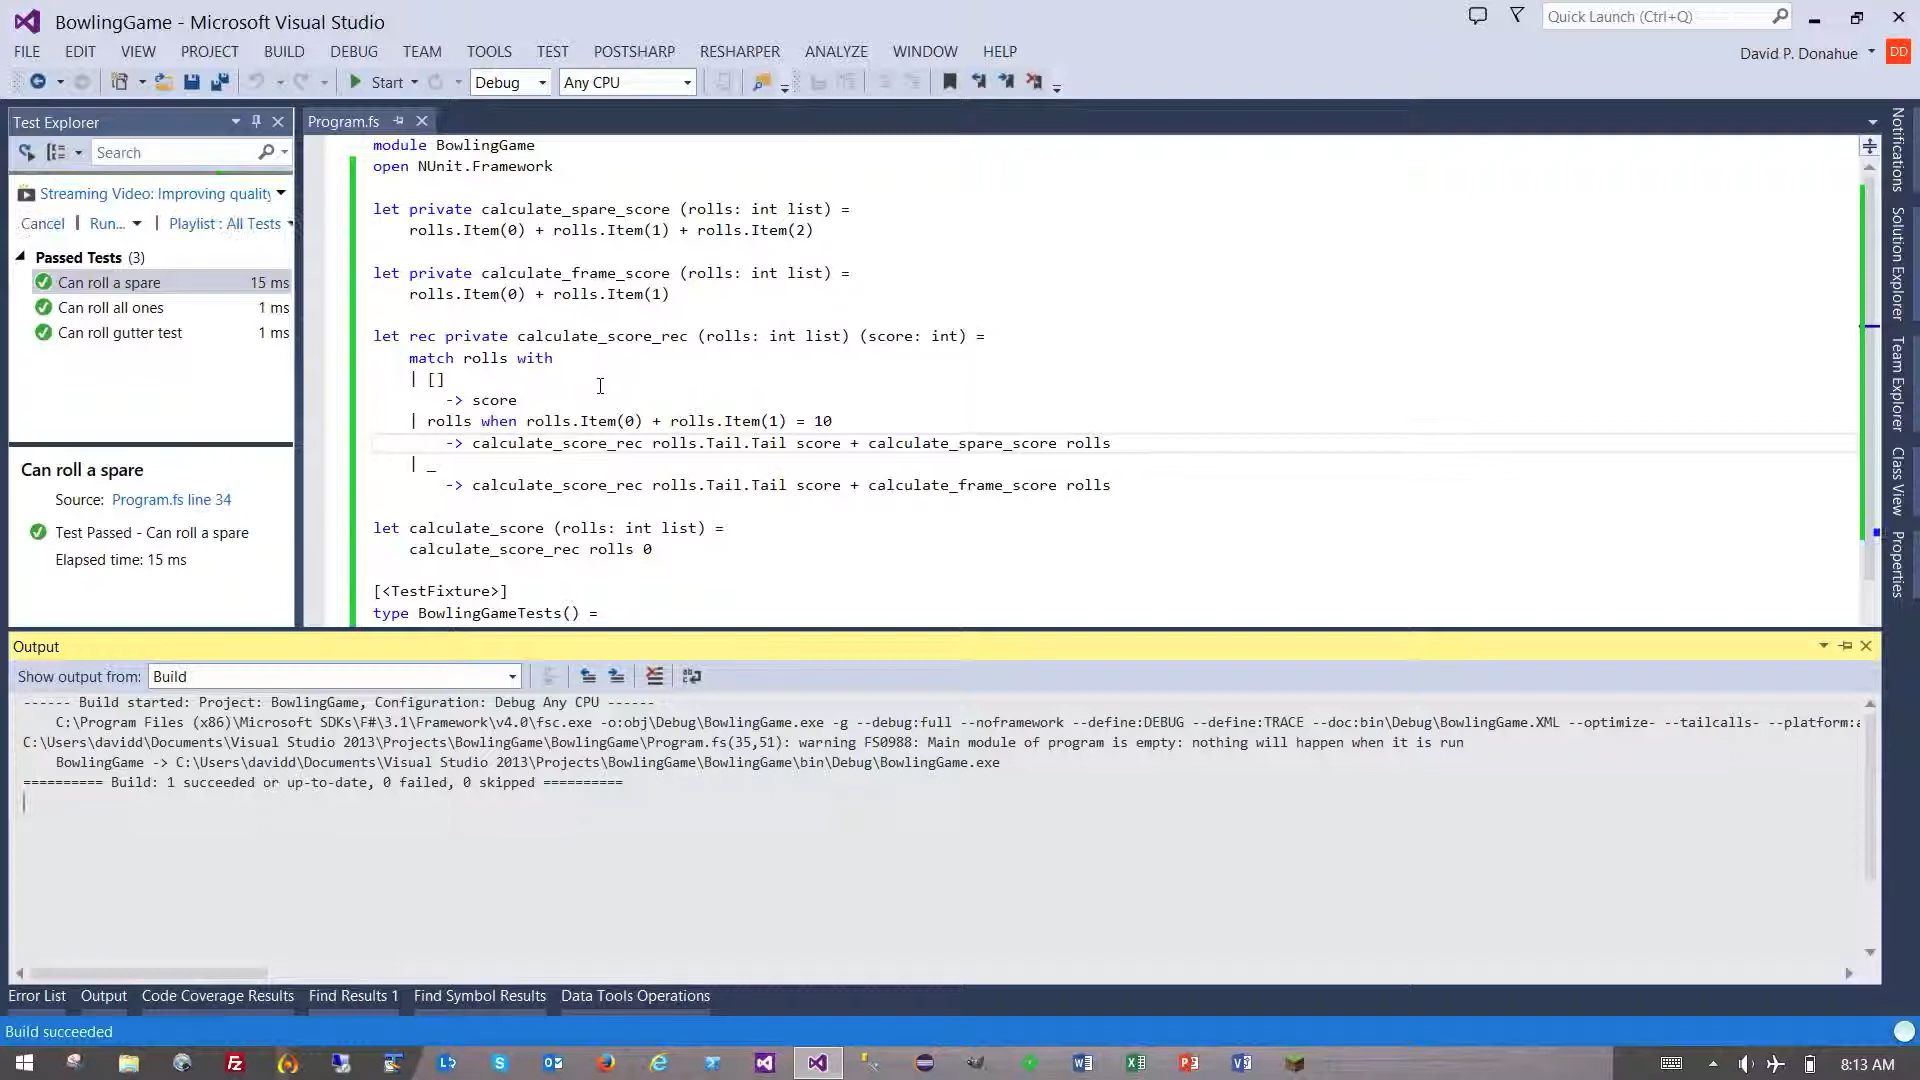 BowlingGame - Microsoft Visual Studio
Quick Launch (Ctrl+Q)
FILE EDIT VIEW PROJECT BUILD DEBUG TEAM TOOLS TEST POSTSHARP RESHARPER ANALYZE WINDOW HELP
David P. Donahue DD
Start Debug Any CPU
Test Explorer
Search
Streaming Video: Improving quality
Cancel | Run... | Playlist : All Tests
Passed Tests (3)
Can roll a spare 15 ms
Can roll all ones 1 ms
Can roll gutter test 1 ms
Can roll a spare
Source: Program.fs line 34
Test Passed - Can roll a spare
Elapsed time: 15 ms
Program.fs
module BowlingGame
open NUnit.Framework
let private calculate_spare_score (rolls: int list) =
rolls.Item(0) + rolls.Item(1) + rolls.Item(2)
let private calculate_frame_score (rolls: int list) =
rolls.Item(0) + rolls.Item(1)
let rec private calculate_score_rec (rolls: int list) (score: int) =
match rolls with
| []
-> score
| rolls when rolls.Item(0) + rolls.Item(1) = 10
-> calculate_score_rec rolls.Tail.Tail score + calculate_spare_score rolls
| _
-> calculate_score_rec rolls.Tail.Tail score + calculate_frame_score rolls
let calculate_score (rolls: int list) =
calculate_score_rec rolls 0
[<TestFixture>]
type BowlingGameTests() =
Notifications
Solution Explorer
Team Explorer
Class View
Properties
Output
Show output from: Build
------ Build started: Project: BowlingGame, Configuration: Debug Any CPU ------
C:\Program Files (x86)\Microsoft SDKs\F#\3.1\Framework\v4.0\fsc.exe -o:obj\Debug\BowlingGame.exe -g --debug:full --noframework --define:DEBUG --define:TRACE --doc:bin\Debug\BowlingGame.XML --optimize- --tailcalls- --platform:a
C:\Users\davidd\Documents\Visual Studio 2013\Projects\BowlingGame\BowlingGame\Program.fs(35,51): warning FS0988: Main module of program is empty: nothing will happen when it is run
BowlingGame -> C:\Users\davidd\Documents\Visual Studio 2013\Projects\BowlingGame\BowlingGame\bin\Debug\BowlingGame.exe
========== Build: 1 succeeded or up-to-date, 0 failed, 0 skipped ==========
Error List Output Code Coverage Results Find Results 1 Find Symbol Results Data Tools Operations
Build succeeded
8:13 AM